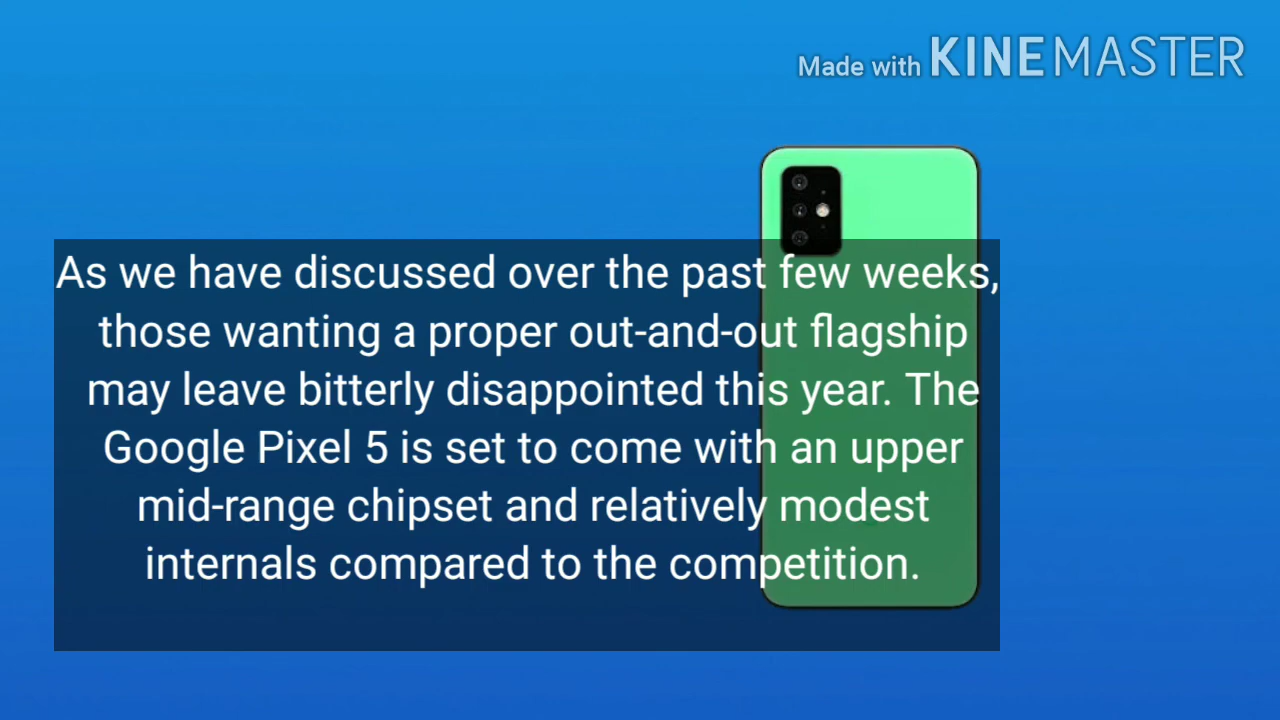 Made with KINEMASTER
As we have discussed over the past few weeks,
those wanting a proper out-and-out flagship
may leave bitterly disappointed this year. The
Google Pixel 5 is set to come with an upper
mid-range chipset and relatively modest
internals compared to the competition.